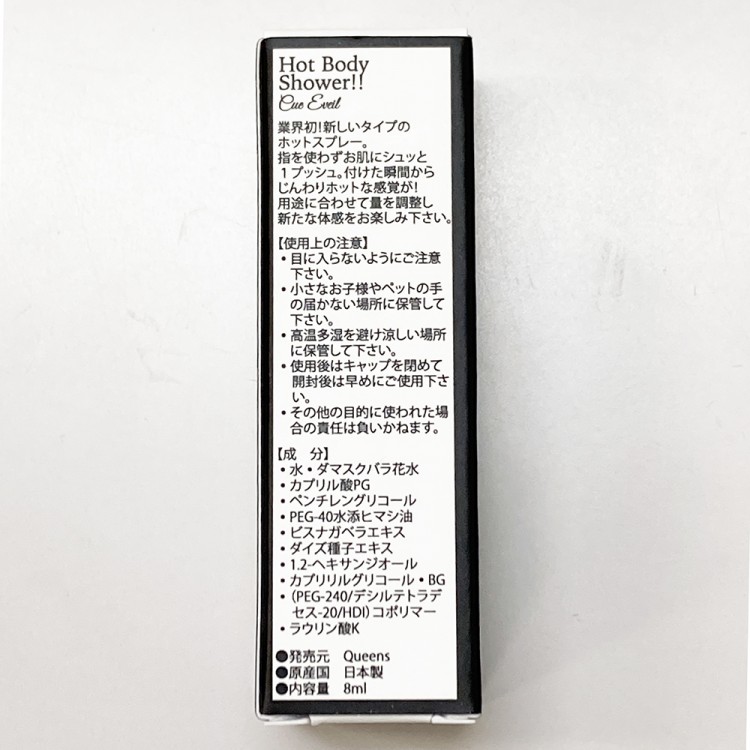 Hot Body
Shower!!
Cuo Eveil
業界初!新しいタイプの
ホットスプレー。
指を使わずお肌にシュッと
1プッシュ。付けた瞬間から
じんわりホットな感覚が!
用途に合わせて量を調整し
新たな体感をお楽しみ下さい。
【使用上の注意】
・目に入らないようにご注意
下さい。
・小さなお子様やペットの手
の届かない場所に保管して
下さい。
・高温多湿を避け涼しい場所
に保管して下さい。
・使用後はキャップを閉めて
開封後は早めにご使用下さ
い。
・その他の目的に使われた場
合の責任は負いかねます。
【成　分】
・水・ダマスクバラ花水
・カプリル酸PG
・ペンチレングリコール
・PEG-40水添ヒマシ油
・ビスナガベラエキス
・ダイズ種子エキス
・1.2-ヘキサンジオール
・カプリリルグリコール・BG
・(PEG-240/デシルテトラデ
セス-20/HDI)コポリマー
・ラウリン酸K
●発売元　Queens
●原産国　日本製
●内容量　8ml